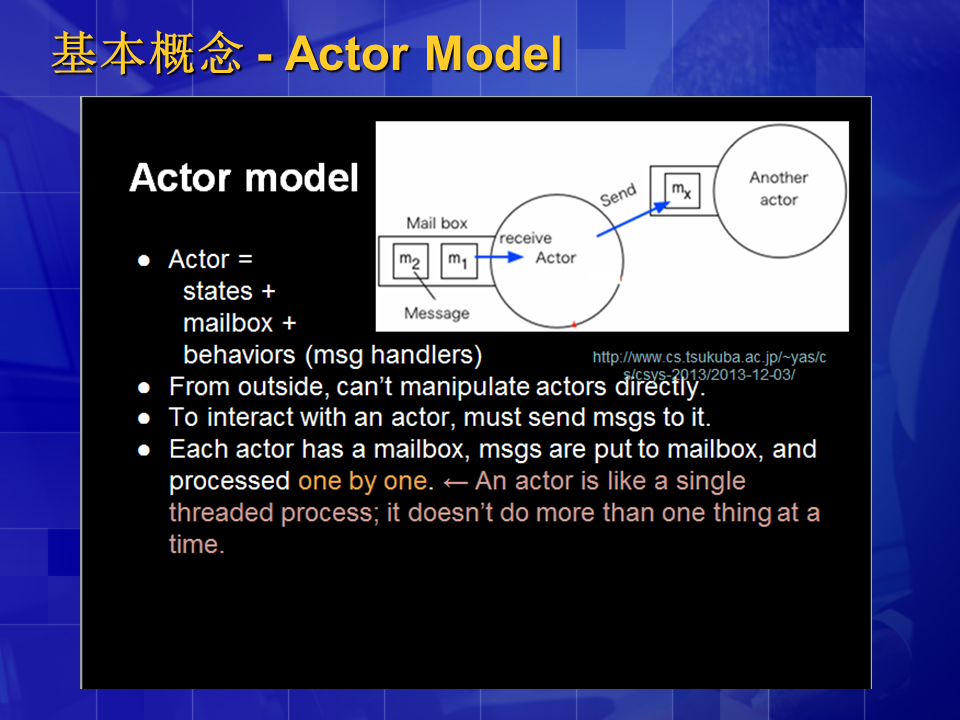 基本概念 - Actor Model
Actor model
Mail box
m2
m1
receive
Actor
Message
Send
mx
Another
actor
● Actor =
states +
mailbox +
behaviors (msg handlers)
http://www.cs.tsukuba.ac.jp/~yas/c
s/csys-2013/2013-12-03/
● From outside, can’t manipulate actors directly.
● To interact with an actor, must send msgs to it.
● Each actor has a mailbox, msgs are put to mailbox, and
processed one by one. ← An actor is like a single
threaded process; it doesn’t do more than one thing at a
time.